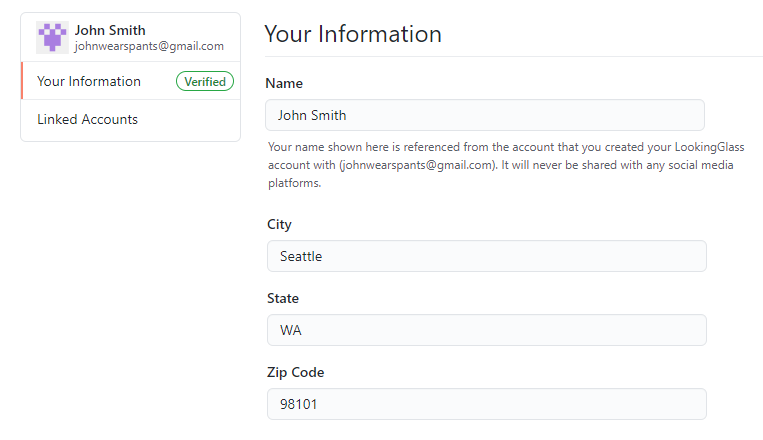 John Smith
johnwearspants@gmail.com
Your Information
Verified
Linked Accounts
Your Information
Name
John Smith
Your name shown here is referenced from the account that you created your LookingGlass
account with (johnwearspants@gmail.com). It will never be shared with any social media
platforms.
City
Seattle
State
WA
Zip Code
98101